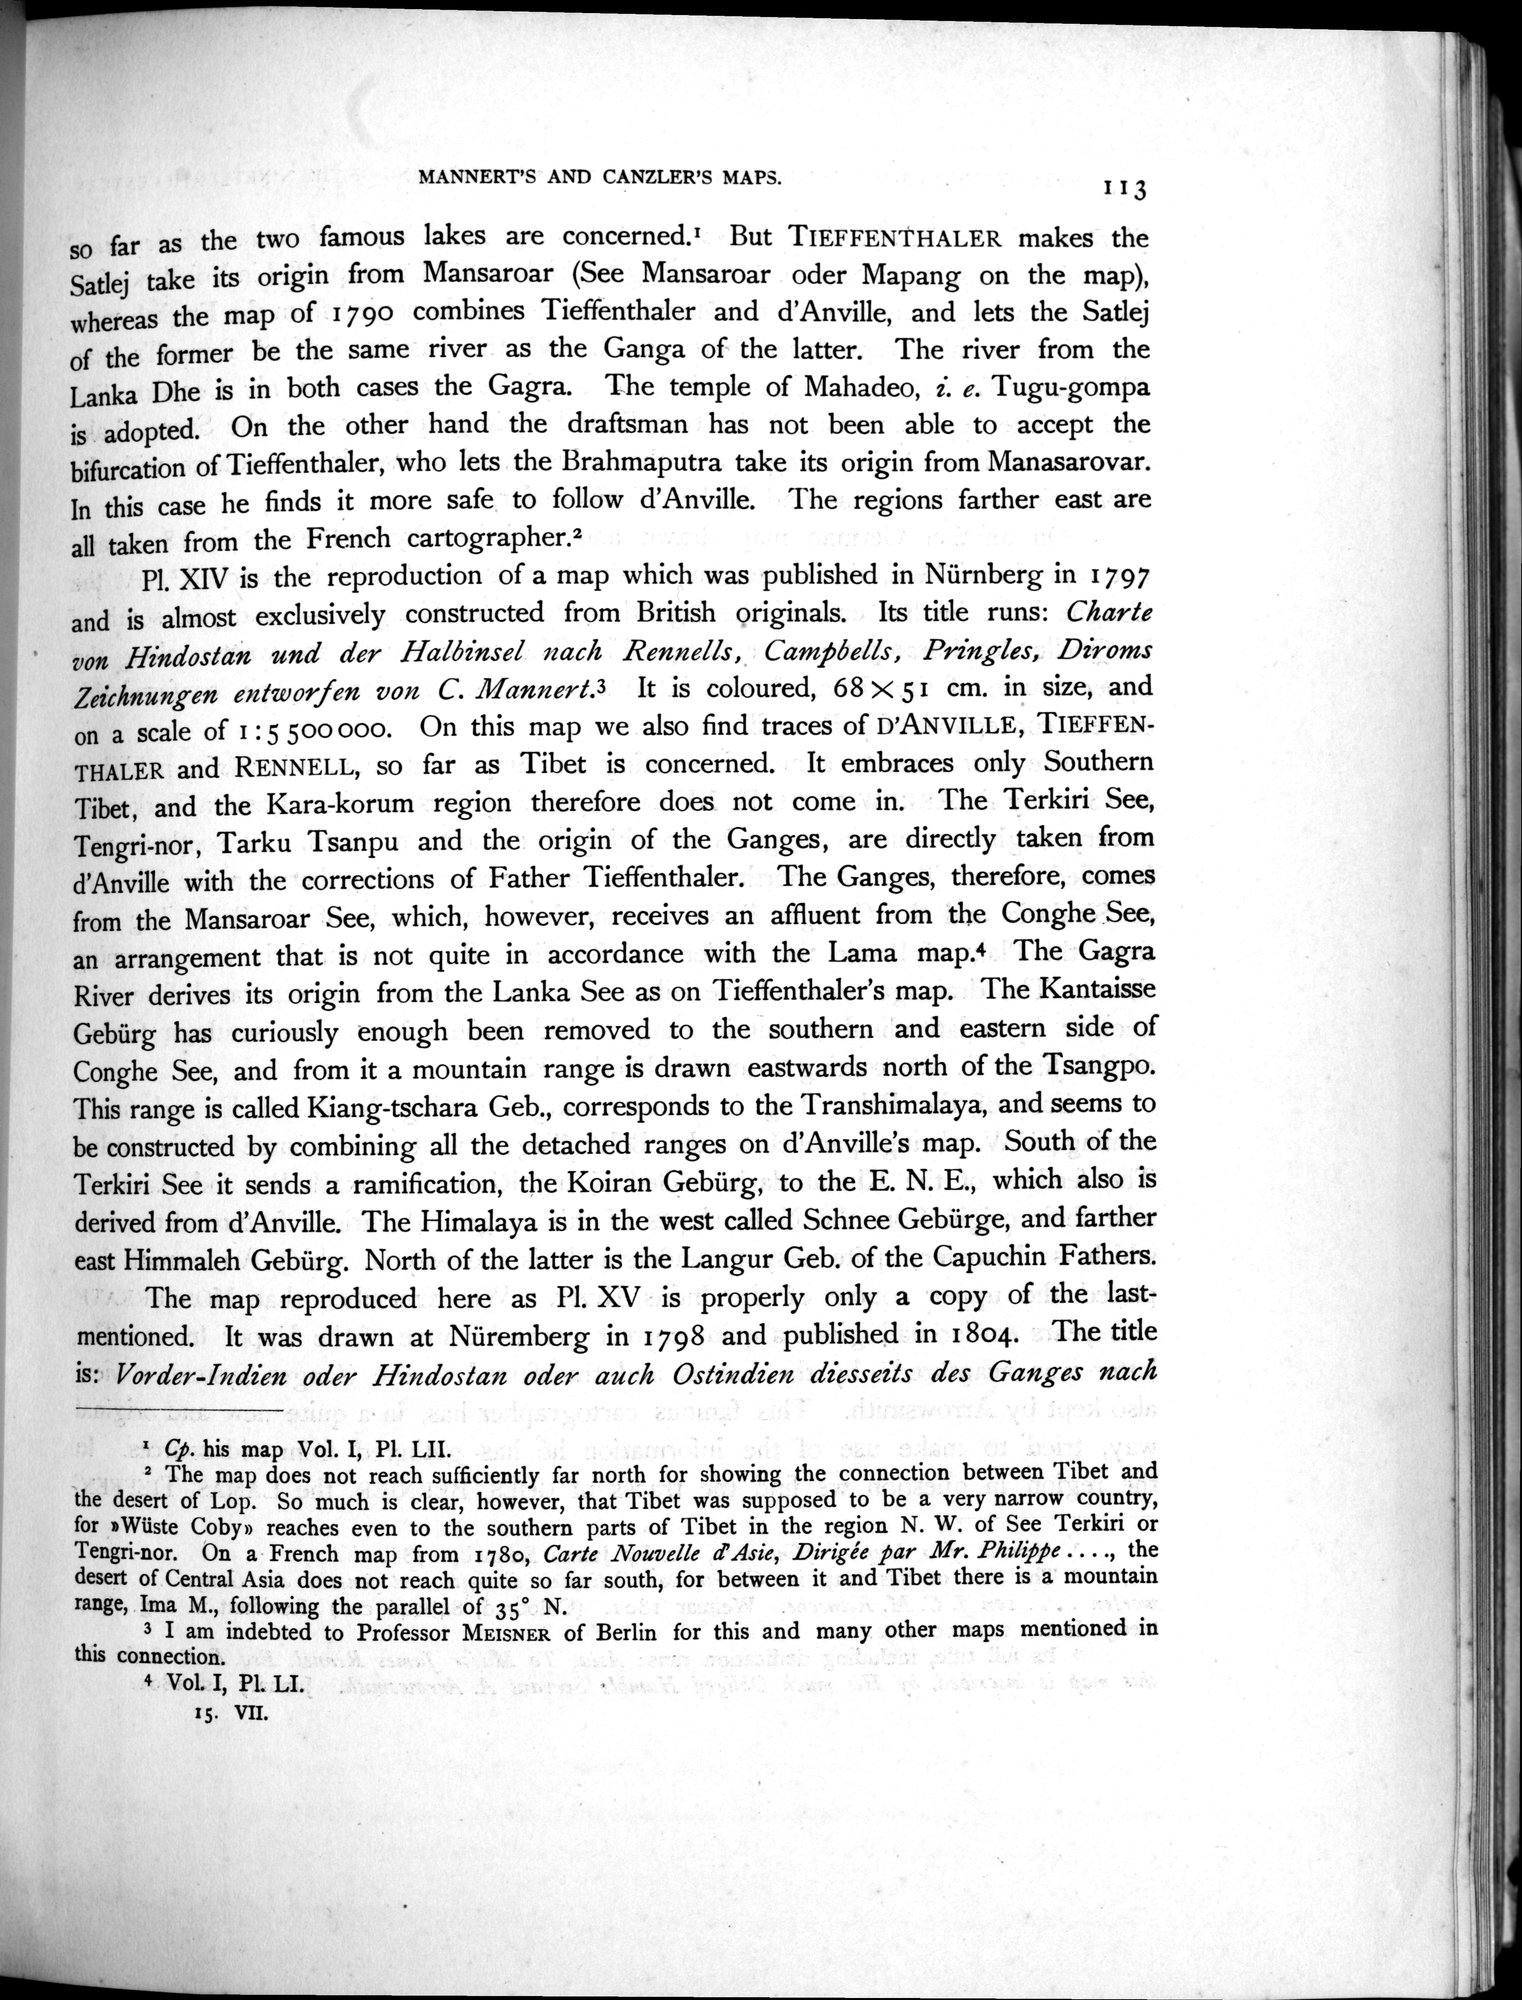 MANNERT'S AND CANZLER'S MAPS.
113
so far as the two famous lakes are concerned.¹ But TIEFFENTHALER makes the
Satlej take its origin from Mansaroar (See Mansaroar oder Mapang on the map),
whereas the map of 1790 combines Tieffenthaler and d'Anville, and lets the Satlej
of the former be the same river as the Ganga of the latter. The river from the
Lanka Dhe is in both cases the Gagra. The temple of Mahadeo, i. e. Tugu-gompa
is adopted. On the other hand the draftsman has not been able to accept the
bifurcation of Tieffenthaler, who lets the Brahmaputra take its origin from Manasarovar.
In this case he finds it more safe to follow d'Anville. The regions farther east are
all taken from the French cartographer.²
Pl. XIV is the reproduction of a map which was published in Nürnberg in 1797
and is almost exclusively constructed from British originals. Its title runs: Charte
von Hindostan und der Halbinsel nach Rennells, Campbells, Pringles, Diroms
Zeichnungen entworfen von C. Mannert.³ It is coloured, 68 × 51 cm. in size, and
on a scale of 1:5 500 000. On this map we also find traces of D'ANVILLE, TIEFFEN-
THALER and RENNELL, so far as Tibet is concerned. It embraces only Southern
Tibet, and the Kara-korum region therefore does not come in. The Terkiri See,
Tengri-nor, Tarku Tsanpu and the origin of the Ganges, are directly taken from
d'Anville with the corrections of Father Tieffenthaler. The Ganges, therefore, comes
from the Mansaroar See, which, however, receives an affluent from the Conghe See,
an arrangement that is not quite in accordance with the Lama map.⁴ The Gagra
River derives its origin from the Lanka See as on Tieffenthaler's map. The Kantaisse
Gebürg has curiously enough been removed to the southern and eastern side of
Conghe See, and from it a mountain range is drawn eastwards north of the Tsangpo.
This range is called Kiang-tschara Geb., corresponds to the Transhimalaya, and seems to
be constructed by combining all the detached ranges on d'Anville's map. South of the
Terkiri See it sends a ramification, the Koiran Gebürg, to the E. N. E., which also is
derived from d'Anville. The Himalaya is in the west called Schnee Gebürge, and farther
east Himmaleh Gebürg. North of the latter is the Langur Geb. of the Capuchin Fathers.
The map reproduced here as Pl. XV is properly only a copy of the last-
mentioned. It was drawn at Nüremberg in 1798 and published in 1804. The title
is: Vorder-Indien oder Hindostan oder auch Ostindien diesseits des Ganges nach
¹ Cp. his map Vol. I, Pl. LII.
² The map does not reach sufficiently far north for showing the connection between Tibet and
the desert of Lop. So much is clear, however, that Tibet was supposed to be a very narrow country,
for »Wüste Coby» reaches even to the southern parts of Tibet in the region N. W. of See Terkiri or
Tengri-nor. On a French map from 1780, Carte Nouvelle d'Asie, Dirigée par Mr. Philippe . . . ., the
desert of Central Asia does not reach quite so far south, for between it and Tibet there is a mountain
range, Ima M., following the parallel of 35° N.
³ I am indebted to Professor MEISNER of Berlin for this and many other maps mentioned in
this connection.
⁴ Vol. I, Pl. LI.
15. VII.